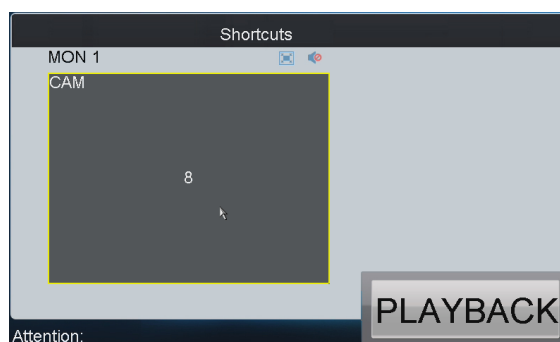 Shortcuts
MON 1
CAM
8
PLAYBACK
Attention: